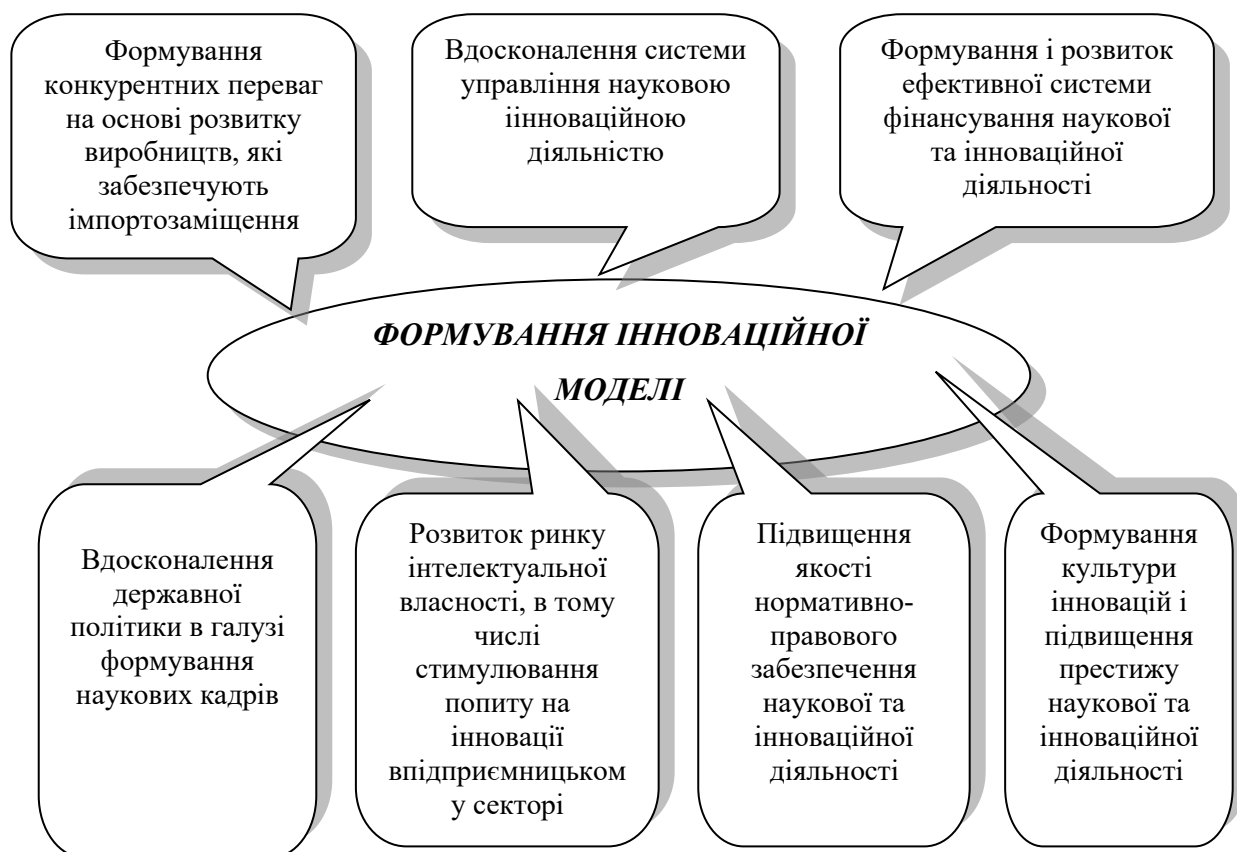 Формування
конкурентних переваг
на основі розвитку
виробництв, які
забезпечують
імпортозаміщення
Вдосконалення системи
управління науковою
іінноваційною
діяльністю
Формування і розвиток
ефективної системи
фінансування наукової
та інноваційної
діяльності
ФОРМУВАННЯ ІННОВАЦІЙНОЇ
МОДЕЛІ
Вдосконалення
державної
політики в галузі
формування
наукових кадрів
Розвиток ринку
інтелектуальної
власності, в тому
числі
стимулювання
попиту на
інновації
впідприємницьком
у секторі
Підвищення
якості
нормативно-
правового
забезпечення
наукової та
інноваційної
діяльності
Формування
культури
інновацій і
підвищення
престижу
наукової та
інноваційної
діяльності